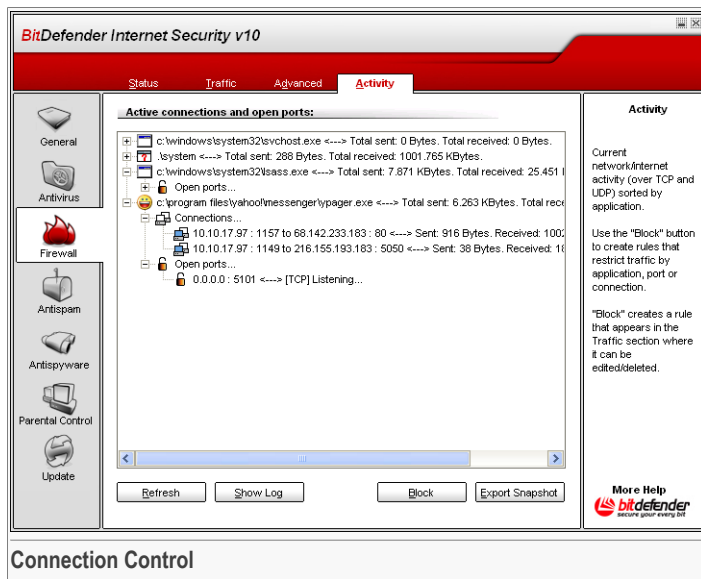 BitDefender Internet Security v10
Status Traffic Advanced Activity
General
Antivirus
Firewall
Antispam
Antispyware
Parental Control
Update
Active connections and open ports:
c:\windows\system32\svchost.exe <---> Total sent: 0 Bytes. Total received: 0 Bytes.
.\system <---> Total sent: 288 Bytes. Total received: 1001.765 KBytes.
c:\windows\system32\lsass.exe <---> Total sent: 7.871 KBytes. Total received: 25.451
Open ports...
c:\program files\yahoo!\messenger\ypager.exe <---> Total sent: 6.263 KBytes. Total rece
Connections...
10.10.17.97 : 1157 to 68.142.233.183 : 80 <---> Sent: 916 Bytes. Received: 100
10.10.17.97 : 1149 to 216.155.193.183 : 5050 <---> Sent: 38 Bytes. Received: 1
Open ports...
0.0.0.0 : 5101 <---> [TCP] Listening...
Refresh Show Log Block Export Snapshot
Activity
Current
network/internet
activity (over TCP and
UDP) sorted by
application.
Use the "Block" button
to create rules that
restrict traffic by
application, port or
connection.
"Block" creates a rule
that appears in the
Traffic section where
it can be
edited/deleted.
More Help
bitdefender
secure your every bit
Connection Control